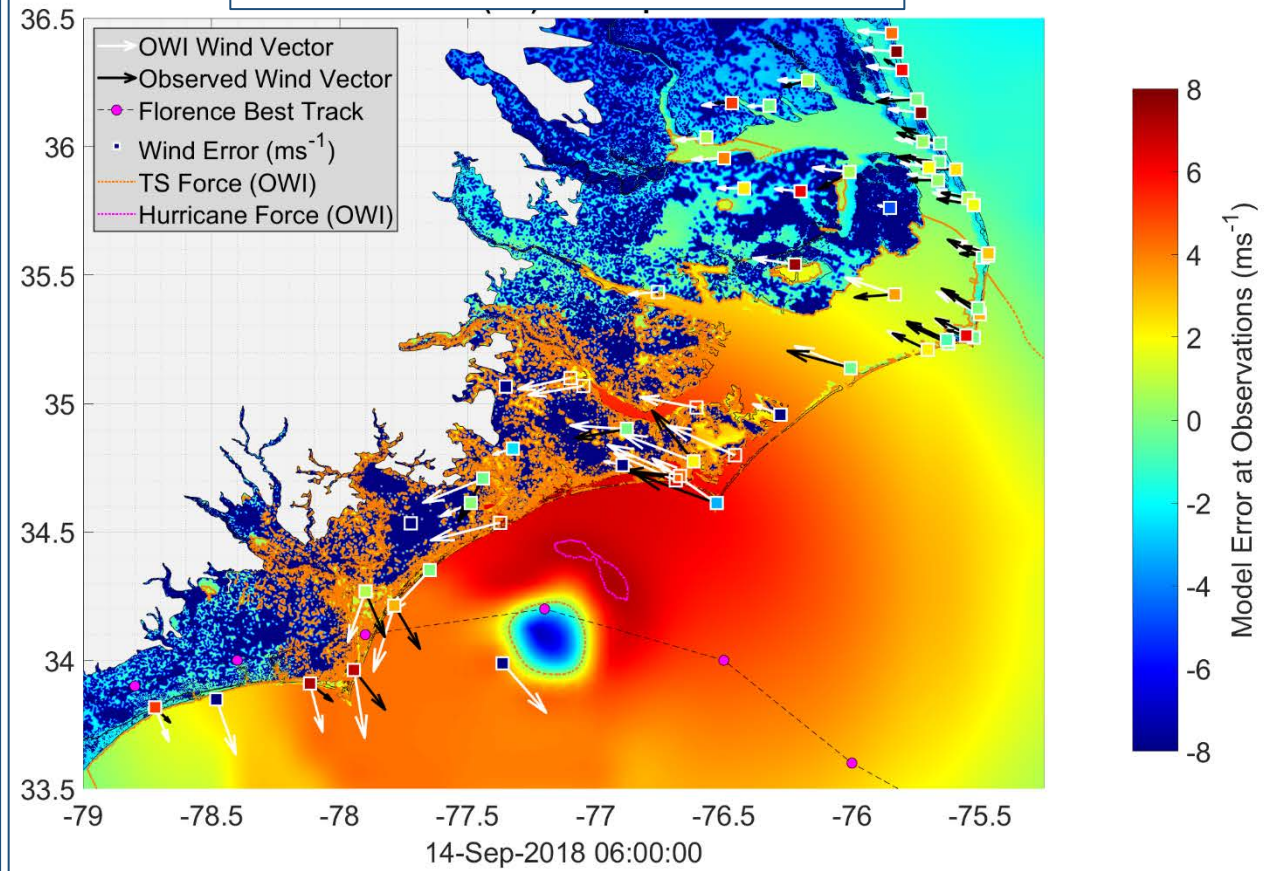 36.5
36
35.5
35
34.5
34
33.5
OWI Wind Vector
Observed Wind Vector
Florence Best Track
Wind Error (ms-1)
TS Force (OWI)
Hurricane Force (OWI)
-79 -78.5 -78 -77.5 -77 -76.5 -76 -75.5
14-Sep-2018 06:00:00
8
6
4
2
0
-2
-4
-6
-8
Model Error at Observations (ms-1)